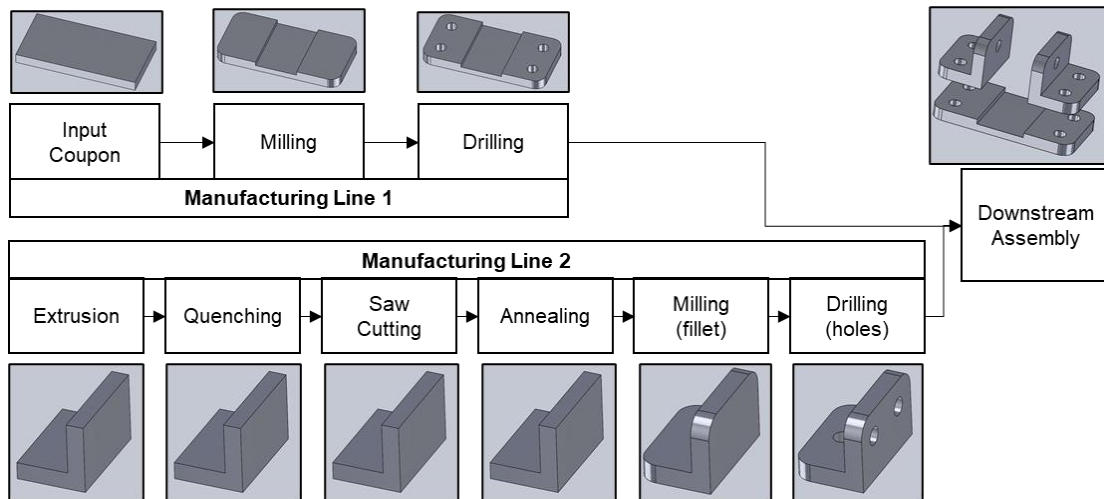 Input
Coupon
Milling
Drilling
Manufacturing Line 1
Downstream
Assembly
Manufacturing Line 2
Extrusion
Quenching
Saw
Cutting
Annealing
Milling
(fillet)
Drilling
(holes)